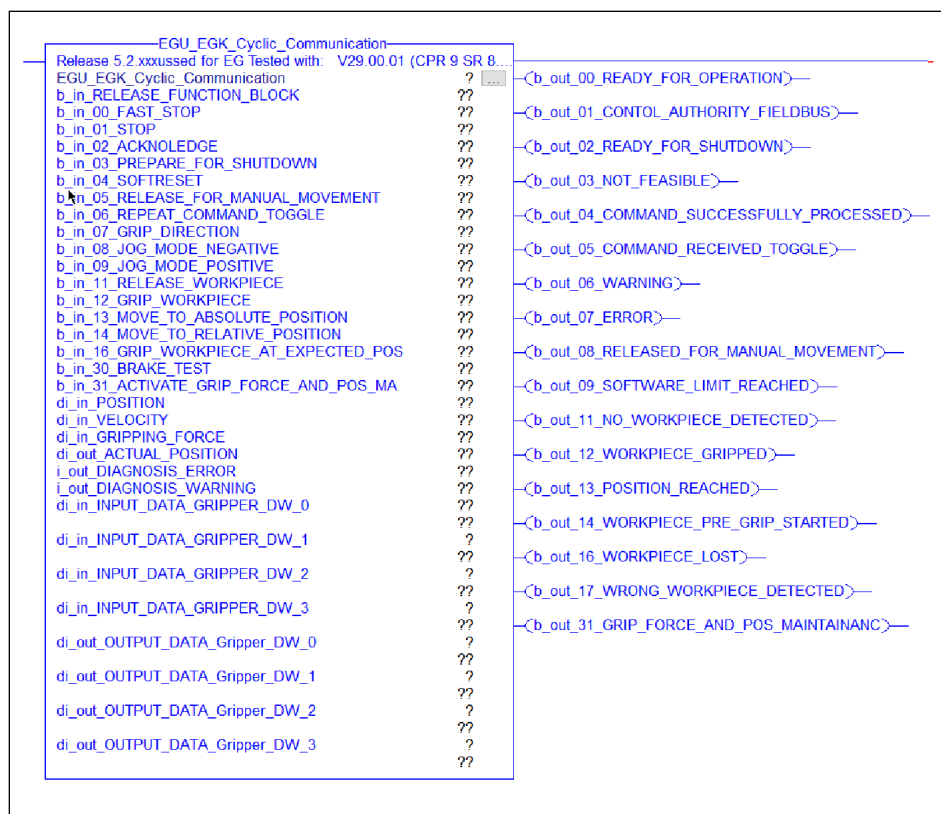 EGU_EGK_Cyclic_Communication
Release 5.2.xxxussed for EG Tested with: V29.00.01 (CPR 9 SR 8....
EGU_EGK_Cyclic_Communication ? ...
b_in_RELEASE_FUNCTION_BLOCK ??
b_in_00_FAST_STOP ??
b_in_01_STOP ??
b_in_02_ACKNOLEDGE ??
b_in_03_PREPARE_FOR_SHUTDOWN ??
b_in_04_SOFTRESET ??
b_in_05_RELEASE_FOR_MANUAL_MOVEMENT ??
b_in_06_REPEAT_COMMAND_TOGGLE ??
b_in_07_GRIP_DIRECTION ??
b_in_08_JOG_MODE_NEGATIVE ??
b_in_09_JOG_MODE_POSITIVE ??
b_in_11_RELEASE_WORKPIECE ??
b_in_12_GRIP_WORKPIECE ??
b_in_13_MOVE_TO_ABSOLUTE_POSITION ??
b_in_14_MOVE_TO_RELATIVE_POSITION ??
b_in_16_GRIP_WORKPIECE_AT_EXPECTED_POS ??
b_in_30_BRAKE_TEST ??
b_in_31_ACTIVATE_GRIP_FORCE_AND_POS_MA ??
di_in_POSITION ??
di_in_VELOCITY ??
di_in_GRIPPING_FORCE ??
di_out_ACTUAL_POSITION ??
i_out_DIAGNOSIS_ERROR ??
i_out_DIAGNOSIS_WARNING ??
di_in_INPUT_DATA_GRIPPER_DW_0
??
di_in_INPUT_DATA_GRIPPER_DW_1 ?
??
di_in_INPUT_DATA_GRIPPER_DW_2 ?
??
di_in_INPUT_DATA_GRIPPER_DW_3 ?
??
di_out_OUTPUT_DATA_Gripper_DW_0 ?
??
di_out_OUTPUT_DATA_Gripper_DW_1 ?
??
di_out_OUTPUT_DATA_Gripper_DW_2 ?
??
di_out_OUTPUT_DATA_Gripper_DW_3 ?
??
b_out_00_READY_FOR_OPERATION
b_out_01_CONTOL_AUTHORITY_FIELDBUS
b_out_02_READY_FOR_SHUTDOWN
b_out_03_NOT_FEASIBLE
b_out_04_COMMAND_SUCCESSFULLY_PROCESSED
b_out_05_COMMAND_RECEIVED_TOGGLE
b_out_06_WARNING
b_out_07_ERROR
b_out_08_RELEASED_FOR_MANUAL_MOVEMENT
b_out_09_SOFTWARE_LIMIT_REACHED
b_out_11_NO_WORKPIECE_DETECTED
b_out_12_WORKPIECE_GRIPPED
b_out_13_POSITION_REACHED
b_out_14_WORKPIECE_PRE_GRIP_STARTED
b_out_16_WORKPIECE_LOST
b_out_17_WRONG_WORKPIECE_DETECTED
b_out_31_GRIP_FORCE_AND_POS_MAINTAINANC